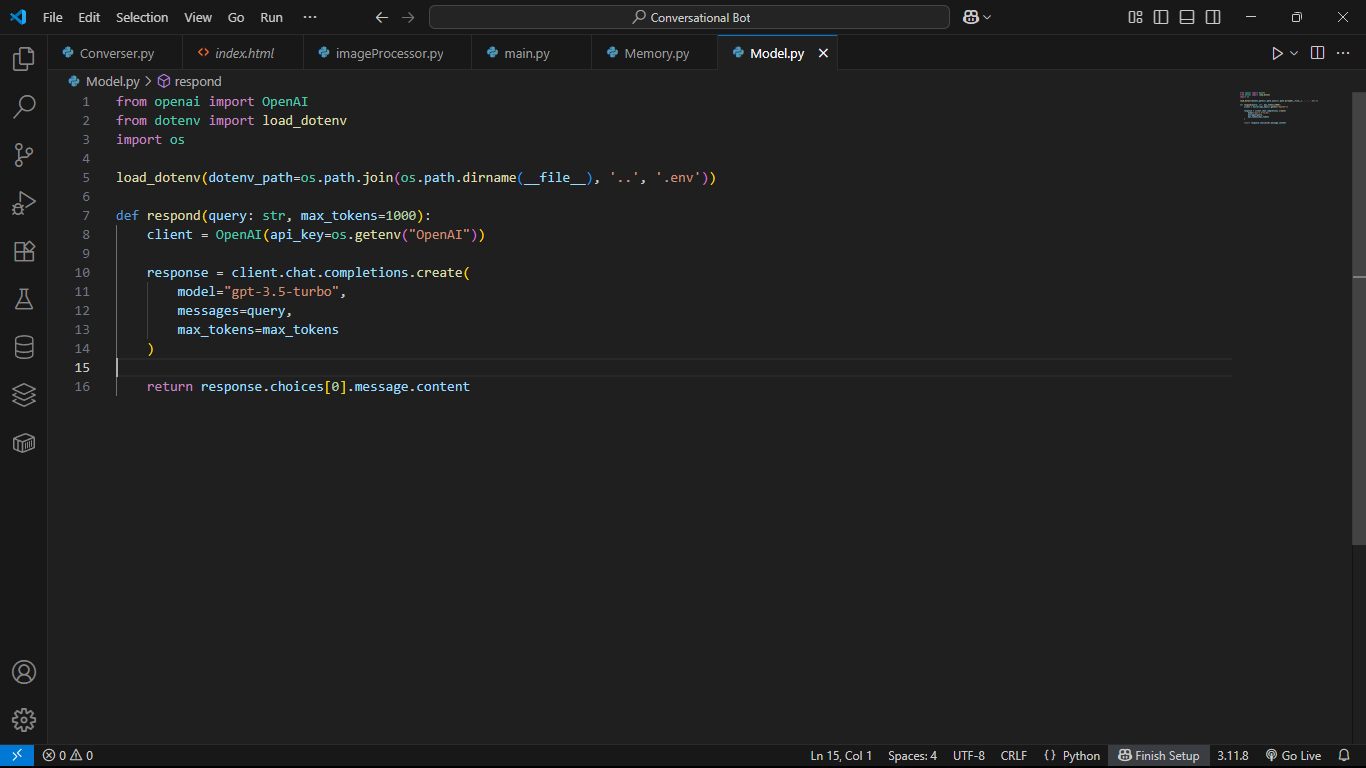 File Edit Selection View Go Run ···
Conversational Bot
Converser.py index.html imageProcessor.py main.py Memory.py Model.py
Model.py > respond
1 from openai import OpenAI
2 from dotenv import load_dotenv
3 import os
4
5 load_dotenv(dotenv_path=os.path.join(os.path.dirname(__file__), '..', '.env'))
6
7 def respond(query: str, max_tokens=1000):
8     client = OpenAI(api_key=os.getenv("OpenAI"))
9
10     response = client.chat.completions.create(
11         model="gpt-3.5-turbo",
12         messages=query,
13         max_tokens=max_tokens
14     )
15
16     return response.choices[0].message.content
0 0 Ln 15, Col 1 Spaces: 4 UTF-8 CRLF {} Python Finish Setup 3.11.8 Go Live